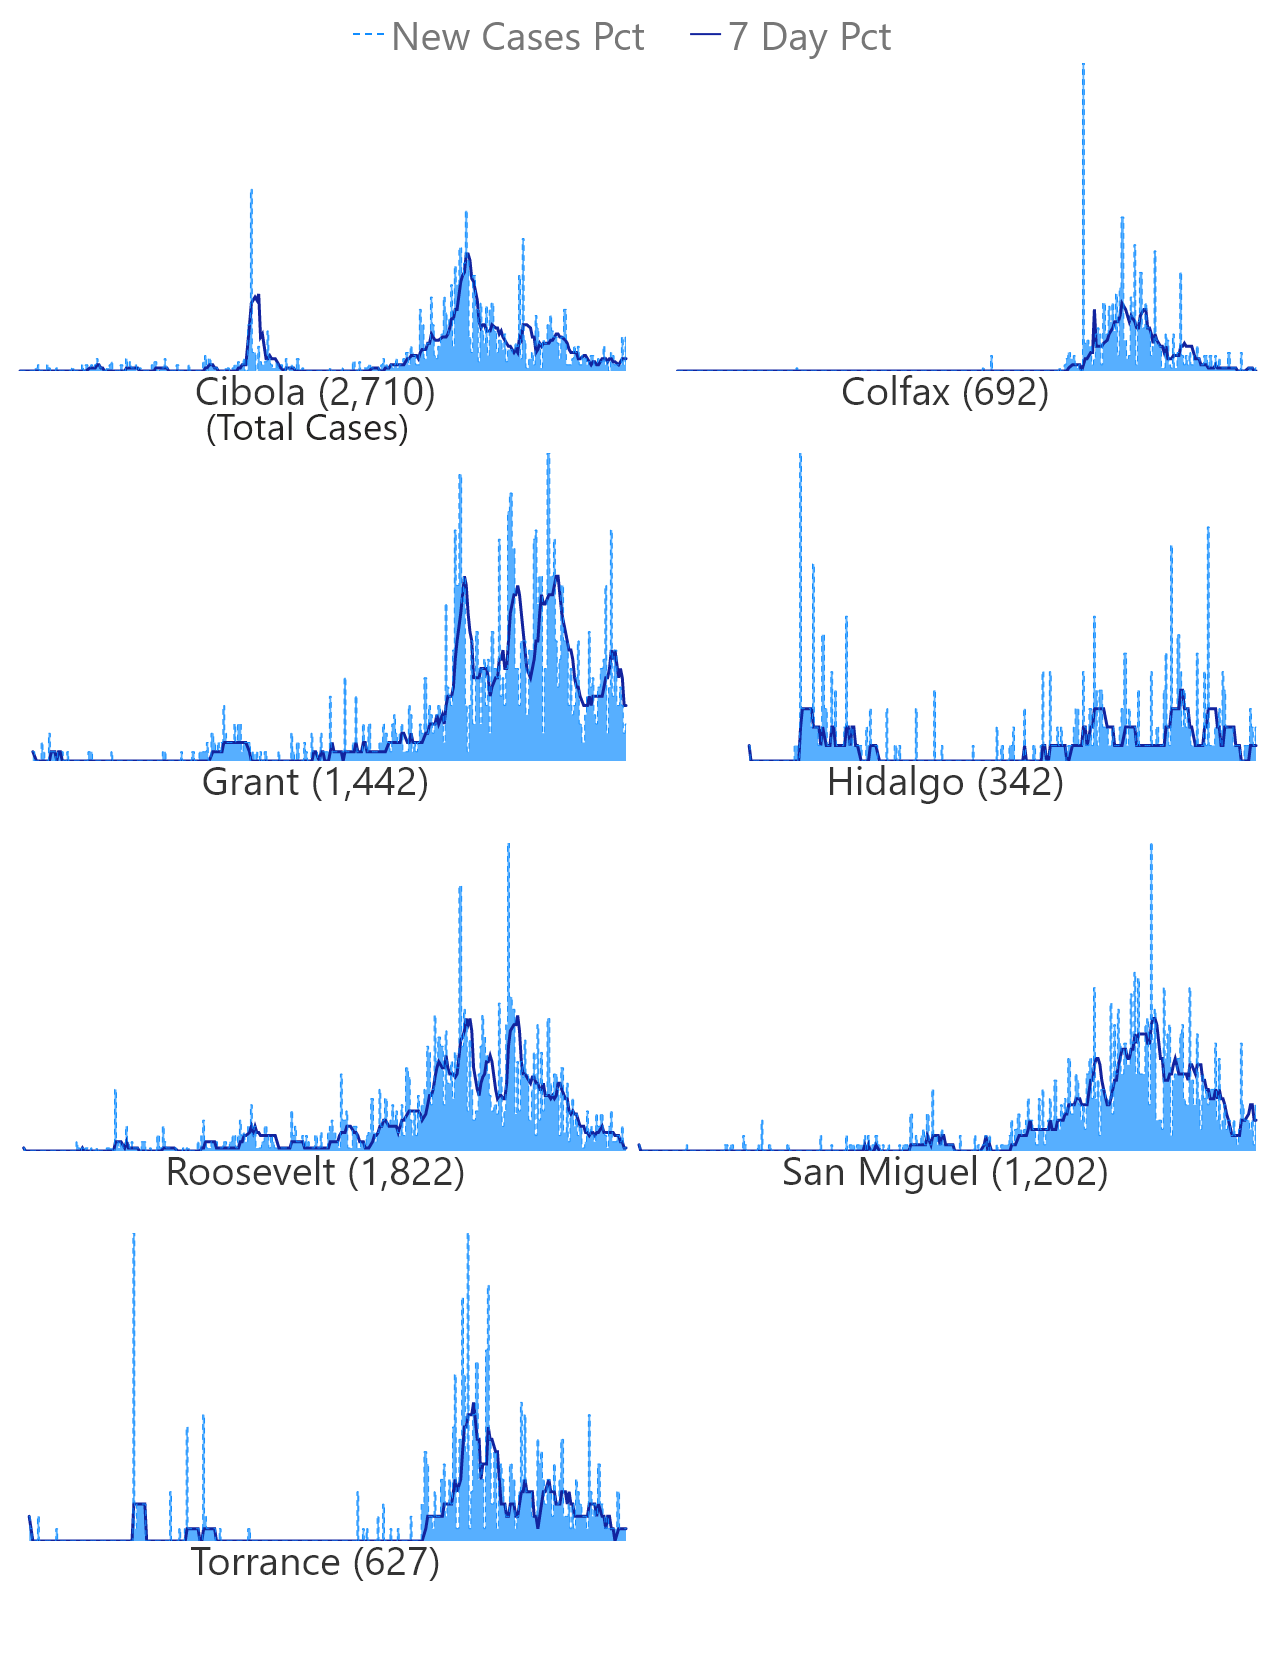 New Cases Pct 7 Day Pct
Cibola (2,710) Colfax (692)
(Total Cases)
Grant (1,442) Hidalgo (342)
Roosevelt (1,822) San Miguel (1,202)
Torrance (627)